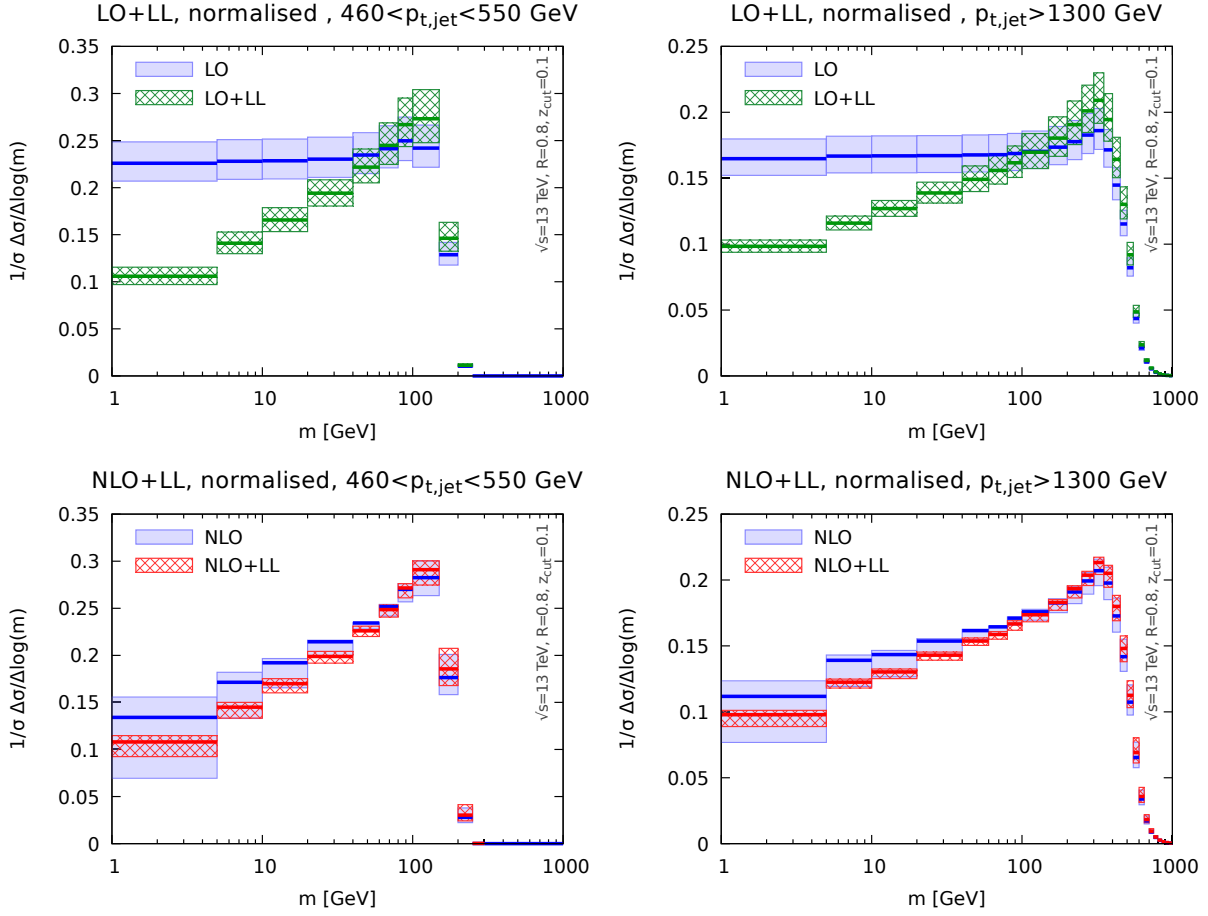 LO+LL, normalised , 460<p_t,jet<550 GeV
1/σ Δσ/Δlog(m)
0.35
0.3
0.25
0.2
0.15
0.1
0.05
0
LO
LO+LL
√s=13 TeV, R=0.8, z_cut=0.1
1 10 100 1000
m [GeV]
LO+LL, normalised , p_t,jet>1300 GeV
1/σ Δσ/Δlog(m)
0.25
0.2
0.15
0.1
0.05
0
LO
LO+LL
√s=13 TeV, R=0.8, z_cut=0.1
1 10 100 1000
m [GeV]
NLO+LL, normalised, 460<p_t,jet<550 GeV
1/σ Δσ/Δlog(m)
0.35
0.3
0.25
0.2
0.15
0.1
0.05
0
NLO
NLO+LL
√s=13 TeV, R=0.8, z_cut=0.1
1 10 100 1000
m [GeV]
NLO+LL, normalised, p_t,jet>1300 GeV
1/σ Δσ/Δlog(m)
0.25
0.2
0.15
0.1
0.05
0
NLO
NLO+LL
√s=13 TeV, R=0.8, z_cut=0.1
1 10 100 1000
m [GeV]